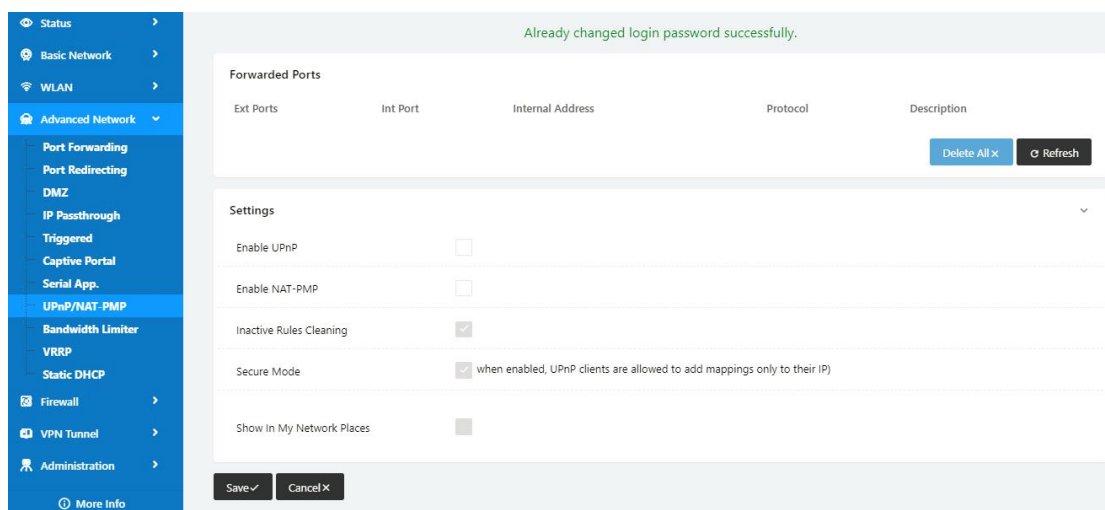 Status
Basic Network
WLAN
Advanced Network
Port Forwarding
Port Redirecting
DMZ
IP Passthrough
Triggered
Captive Portal
Serial App.
UPnP/NAT-PMP
Bandwidth Limiter
VRRP
Static DHCP
Firewall
VPN Tunnel
Administration
More Info
Already changed login password successfully.
Forwarded Ports
Ext Ports Int Port Internal Address Protocol Description
Delete All Refresh
Settings
Enable UPnP
Enable NAT-PMP
Inactive Rules Cleaning
Secure Mode when enabled, UPnP clients are allowed to add mappings only to their IP)
Show In My Network Places
Save Cancel